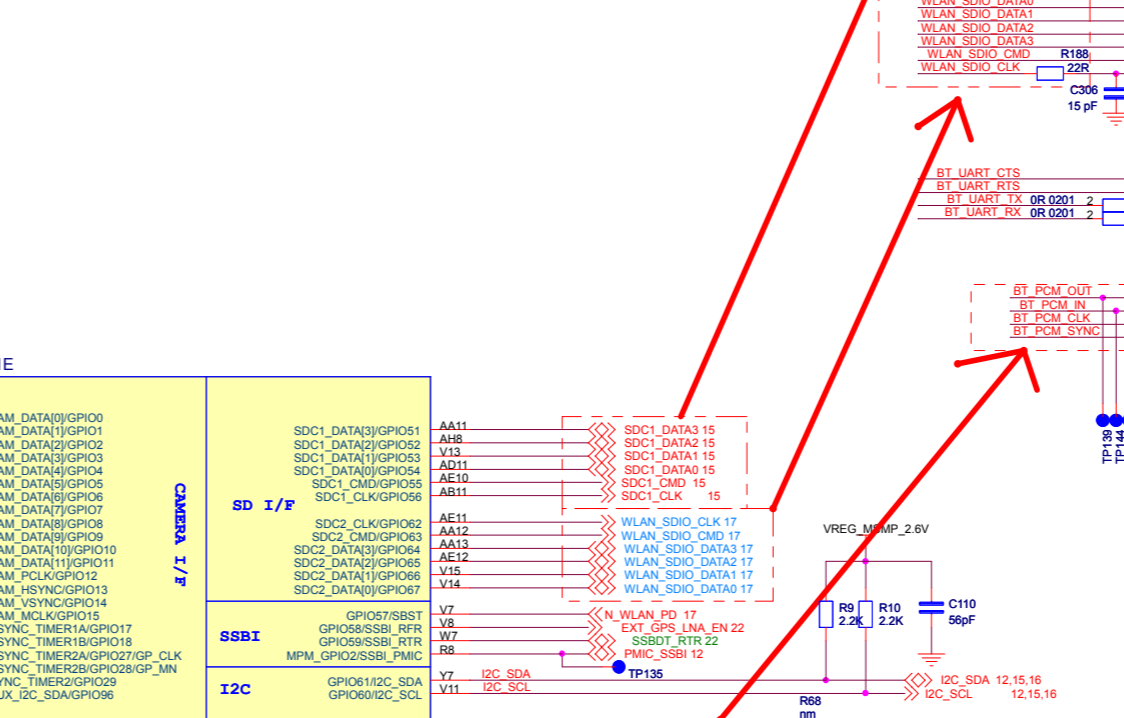 WLAN_SDIO_DATA0
WLAN_SDIO_DATA1
WLAN_SDIO_DATA2
WLAN_SDIO_DATA3
WLAN_SDIO_CMD
WLAN_SDIO_CLK
R188
22R
C306
15 pF
BT_UART_CTS
BT_UART_RTS
BT_UART_TX 0R 0201 2
BT_UART_RX 0R 0201 2
BT_PCM_OUT
BT_PCM_IN
BT_PCM_CLK
BT_PCM_SYNC
TP139
TP144
IE
AM_DATA[0]/GPIO0
AM_DATA[1]/GPIO1
AM_DATA[2]/GPIO2
AM_DATA[3]/GPIO3
AM_DATA[4]/GPIO4
AM_DATA[5]/GPIO5
AM_DATA[6]/GPIO6
AM_DATA[7]/GPIO7
AM_DATA[8]/GPIO8
AM_DATA[9]/GPIO9
AM_DATA[10]/GPIO10
AM_DATA[11]/GPIO11
AM_PCLK/GPIO12
AM_HSYNC/GPIO13
AM_VSYNC/GPIO14
AM_MCLK/GPIO15
SYNC_TIMER1A/GPIO17
SYNC_TIMER1B/GPIO18
SYNC_TIMER2A/GPIO27/GP_CLK
SYNC_TIMER2B/GPIO28/GP_MN
YNC_TIMER2/GPIO29
UX_I2C_SDA/GPIO96
CAMERA I/F
SD I/F
SDC1_DATA[3]/GPIO51 AA11 SDC1_DATA3 15
SDC1_DATA[2]/GPIO52 AH8 SDC1_DATA2 15
SDC1_DATA[1]/GPIO53 V13 SDC1_DATA1 15
SDC1_DATA[0]/GPIO54 AD11 SDC1_DATA0 15
SDC1_CMD/GPIO55 AE10 SDC1_CMD 15
SDC1_CLK/GPIO56 AB11 SDC1_CLK 15
SDC2_CLK/GPIO62 AE11 WLAN_SDIO_CLK 17
SDC2_CMD/GPIO63 AA12 WLAN_SDIO_CMD 17
SDC2_DATA[3]/GPIO64 AA13 WLAN_SDIO_DATA3 17
SDC2_DATA[2]/GPIO65 AE12 WLAN_SDIO_DATA2 17
SDC2_DATA[1]/GPIO66 V15 WLAN_SDIO_DATA1 17
SDC2_DATA[0]/GPIO67 V14 WLAN_SDIO_DATA0 17
SSBI
GPIO57/SBST V7 N_WLAN_PD 17
GPIO58/SSBI_RFR V8 EXT_GPS_LNA_EN 22
GPIO59/SSBI_RTR W7 SSBDT_RTR 22
MPM_GPIO2/SSBI_PMIC R8 PMIC_SSBI 12
TP135
I2C
GPIO61/I2C_SDA Y7 I2C_SDA I2C_SDA 12,15,16
GPIO60/I2C_SCL V11 I2C_SCL I2C_SCL 12,15,16
R9
2.2K
R10
2.2K
C110
56pF
R68
nm